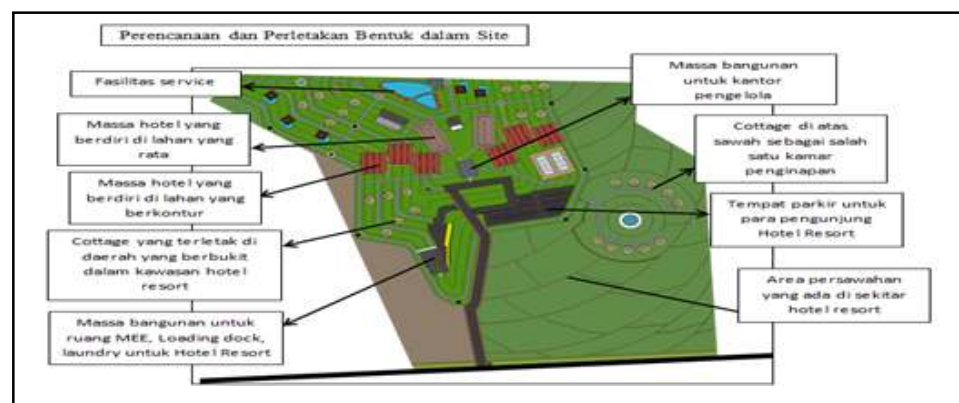 Perencanaan dan Perletakan Bentuk dalam Site
Fasilitas service
Massa hotel yang
berdiri di lahan yang
rata
Massa hotel yang
berdiri di lahan yang
berkontur
Cottage yang terletak di
daerah yang berbukit
dalam kawasan hotel
resort
Massa bangunan untuk
ruang MEE, Loading dock,
laundry untuk Hotel Resort
Massa bangunan
untuk kantor
pengelola
Cottage di atas
sawah sebagai salah
satu kamar
penginapan
Tempat parkir untuk
para pengunjung
Hotel Resort
Area persawahan
yang ada di sekitar
hotel resort